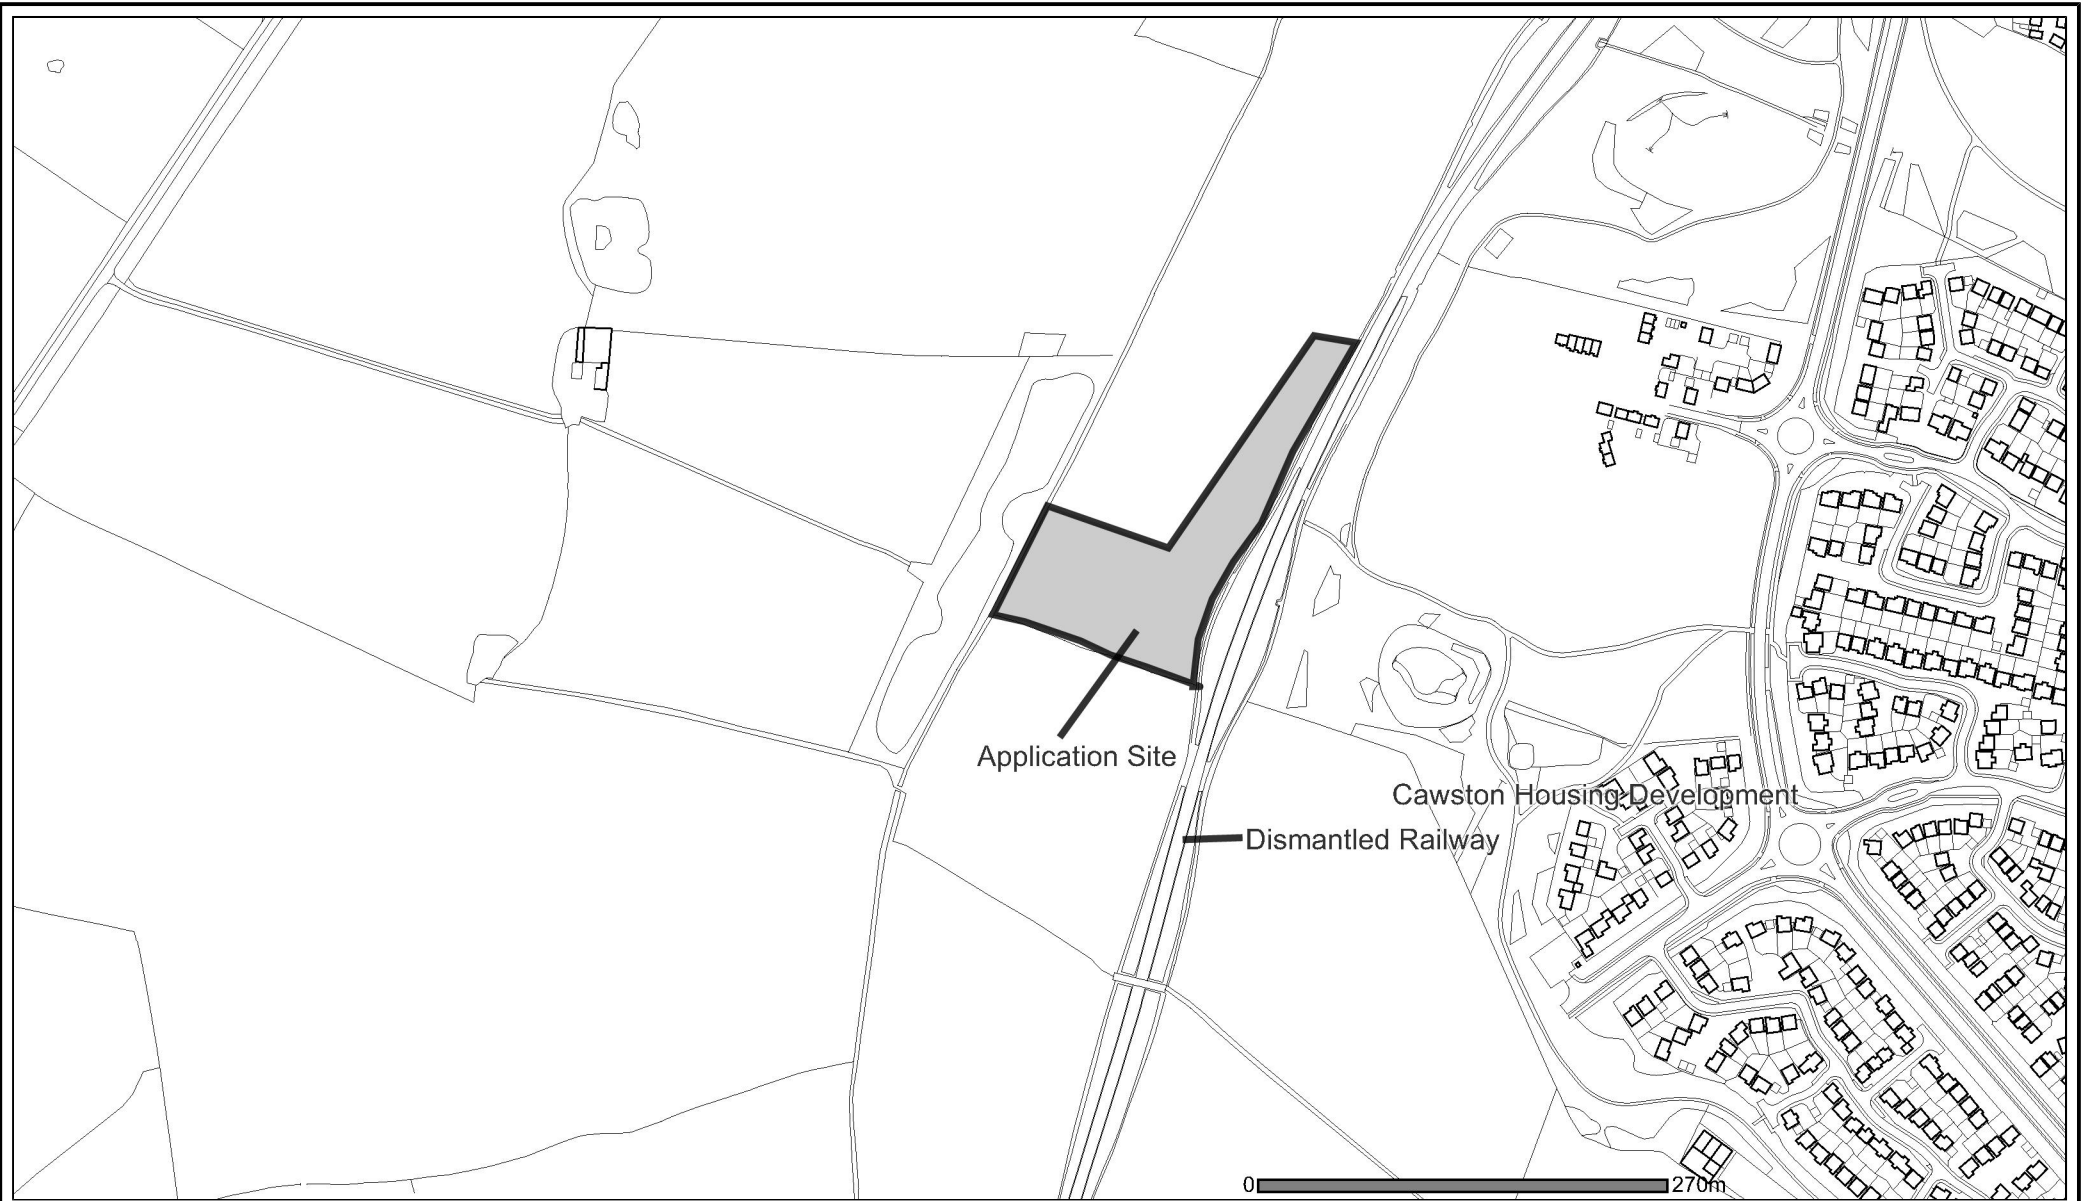 Application Site
Cawston Housing Development
Dismantled Railway
0 270m